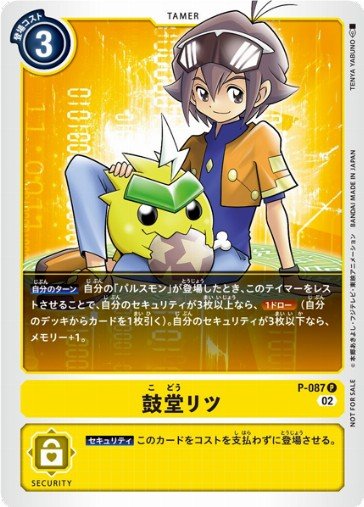 TAMER
登場コスト
3
TENYA YABUNO
BANDAI MADE IN JAPAN
©本郷あきよし・フジテレビ・東映アニメーション
NOT FOR SALE
自分のターン 自分の「パルスモン」が登場したとき、このテイマーをレス
トさせることで、自分のセキュリティが3枚以上なら、1ドロー（自分
のデッキからカードを1枚引く）。自分のセキュリティが3枚以下なら、
メモリー+1。
P-087 P
02
こ どう
鼓堂リツ
セキュリティ このカードをコストを支払わずに登場させる。
SECURITY